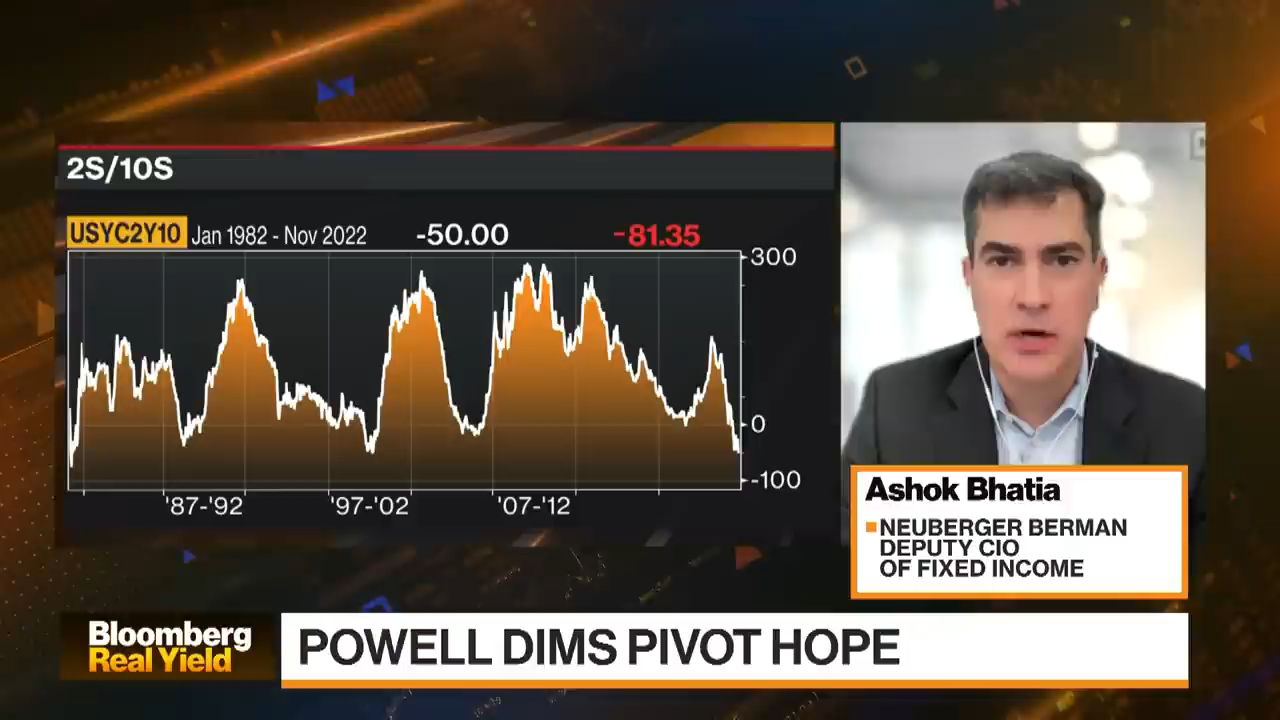 2S/10S
USYC2Y10 Jan 1982 - Nov 2022 -50.00 -81.35
300
0
-100
'87-'92 '97-'02 '07-'12
Ashok Bhatia
NEUBERGER BERMAN
DEPUTY CIO
OF FIXED INCOME
Bloomberg
Real Yield
POWELL DIMS PIVOT HOPE